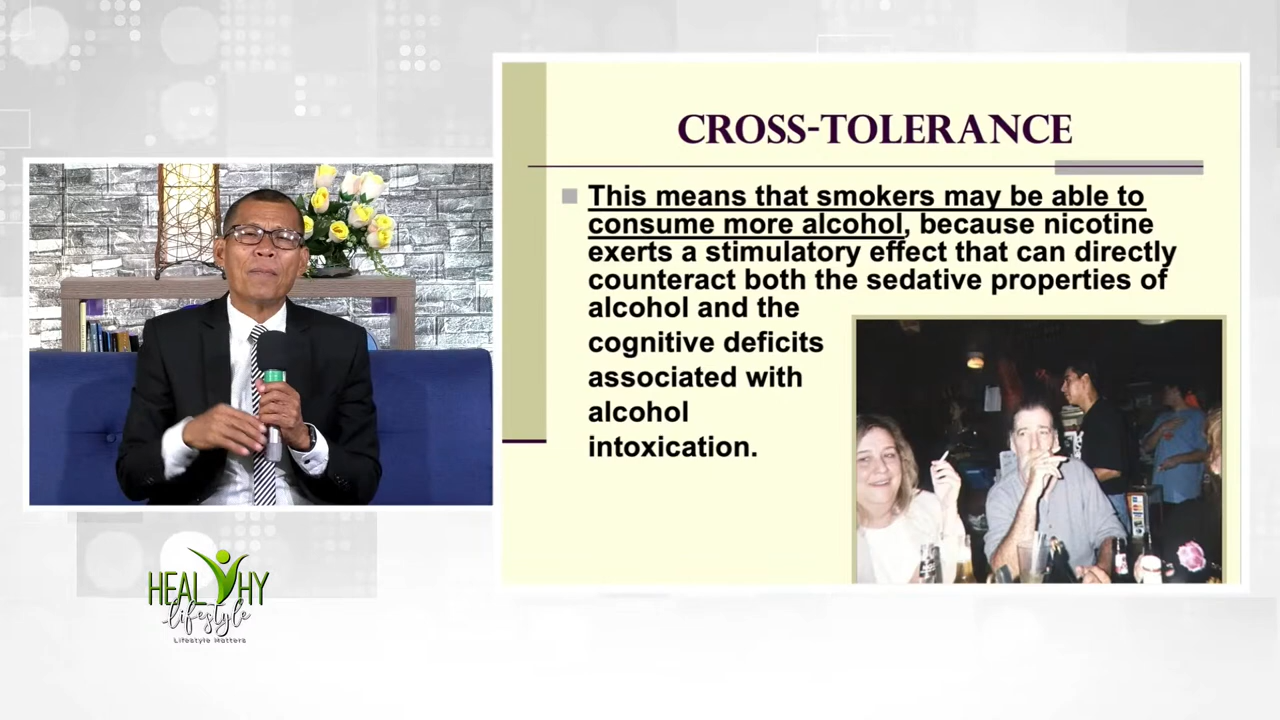 CROSS-TOLERANCE
This means that smokers may be able to
consume more alcohol, because nicotine
exerts a stimulatory effect that can directly
counteract both the sedative properties of
alcohol and the
cognitive deficits
associated with
alcohol
intoxication.
HEALTHY
lifestyle
Lifestyle Matters